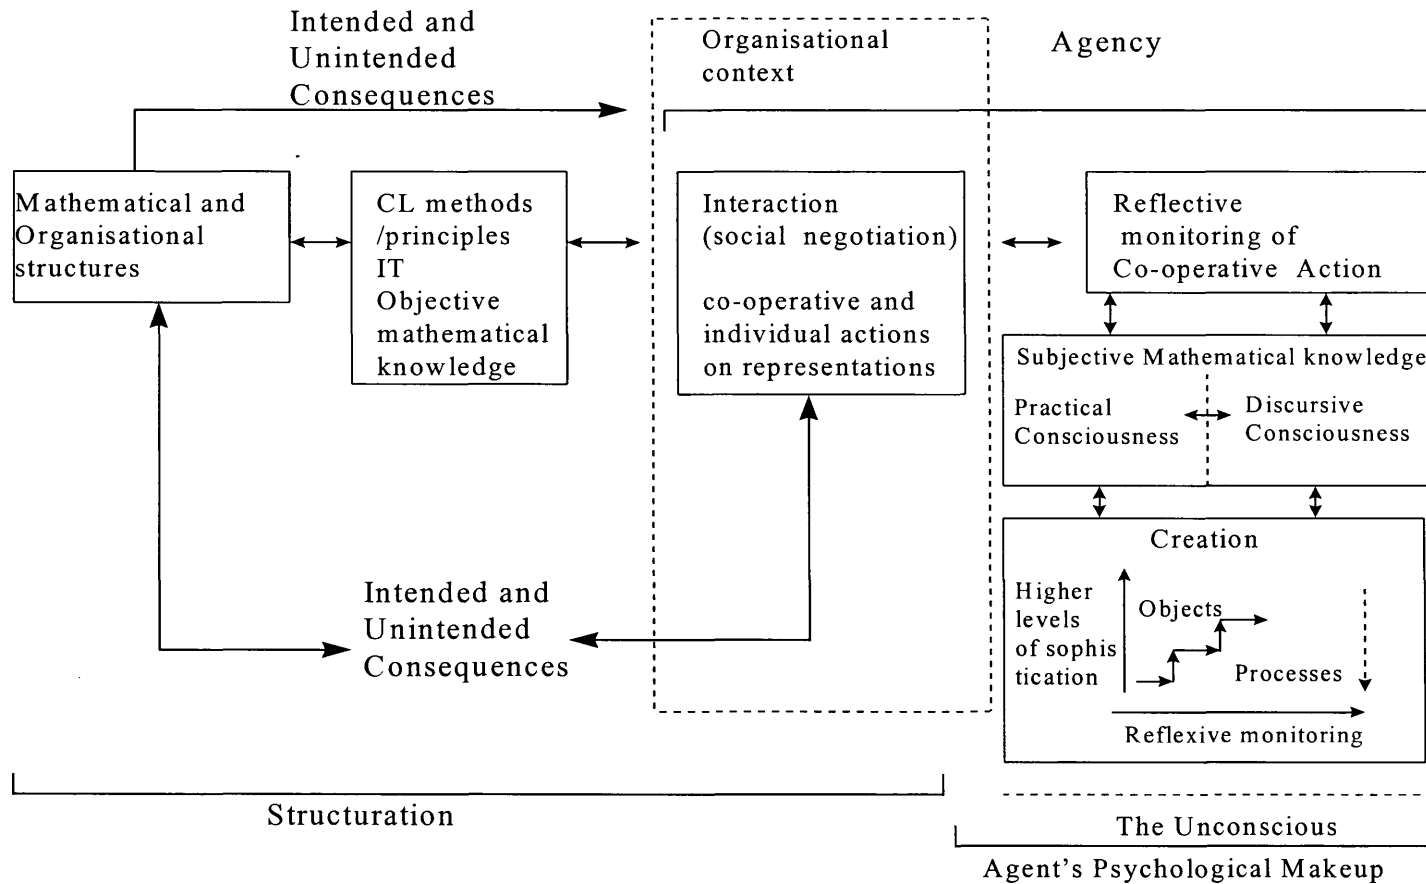 Intended and
Unintended
Consequences
Organisational
context
Agency
Mathematical and
Organisational
structures
CL methods
/principles
IT
Objective
mathematical
knowledge
Interaction
(social negotiation)
co-operative and
individual actions
on representations
Reflective
monitoring of
Co-operative Action
Subjective Mathematical knowledge
Practical
Consciousness
Discursive
Consciousness
Intended and
Unintended
Consequences
Creation
Higher
levels
of sophis
tication
Objects
Processes
Reflexive monitoring
Structuration
The Unconscious
Agent's Psychological Makeup